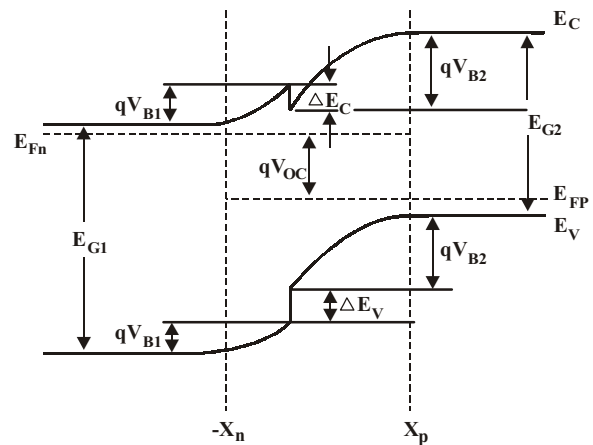 E_C
qV_B2
qV_B1
△E_C
E_G2
E_Fn
qV_OC
E_FP
E_V
E_G1
qV_B2
△E_V
qV_B1
-X_n
X_p